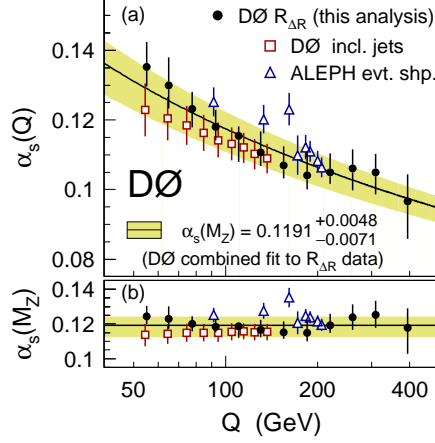 (a)
DØ R_ΔR (this analysis)
DØ incl. jets
ALEPH evt. shp.
0.14
0.12
0.1
0.08
α_s(Q)
DØ
α_s(M_Z) = 0.1191 +0.0048 −0.0071
(DØ combined fit to R_ΔR data)
(b)
0.14
0.12
0.1
α_s(M_Z)
40 100 200 400
Q (GeV)